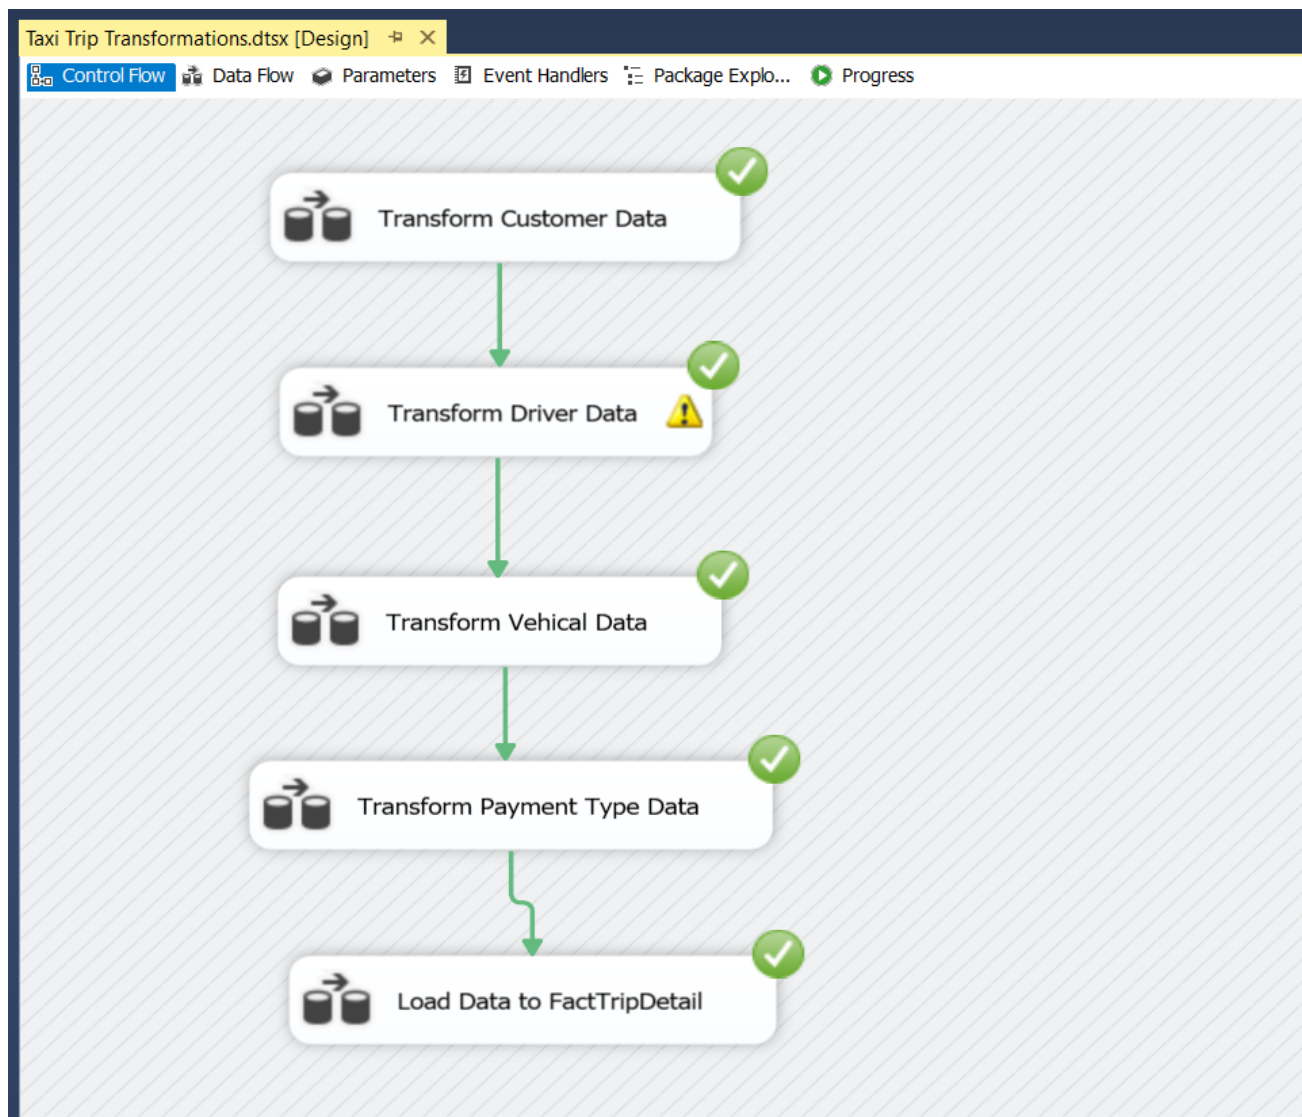 Taxi Trip Transformations.dtsx [Design]
Control Flow Data Flow Parameters Event Handlers Package Explo... Progress
Transform Customer Data
Transform Driver Data
Transform Vehical Data
Transform Payment Type Data
Load Data to FactTripDetail